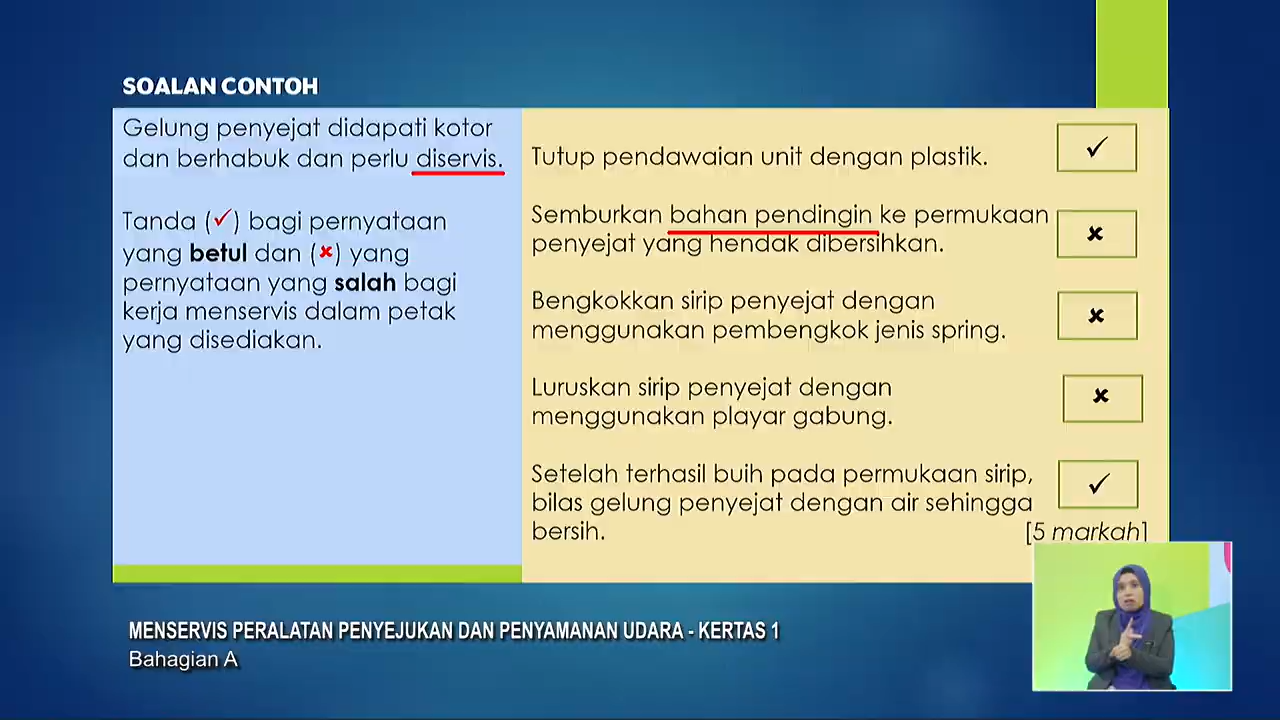 SOALAN CONTOH
Gelung penyejat didapati kotor
dan berhabuk dan perlu diservis.
Tanda (✓) bagi pernyataan
yang betul dan (✘) yang
pernyataan yang salah bagi
kerja menservis dalam petak
yang disediakan.
Tutup pendawaian unit dengan plastik.
✓
Semburkan bahan pendingin ke permukaan
penyejat yang hendak dibersihkan.
✘
Bengkokkan sirip penyejat dengan
menggunakan pembengkok jenis spring.
✘
Luruskan sirip penyejat dengan
menggunakan playar gabung.
✘
Setelah terhasil buih pada permukaan sirip,
bilas gelung penyejat dengan air sehingga
bersih.
✓
[5 markah]
MENSERVIS PERALATAN PENYEJUKAN DAN PENYAMANAN UDARA - KERTAS 1
Bahagian A